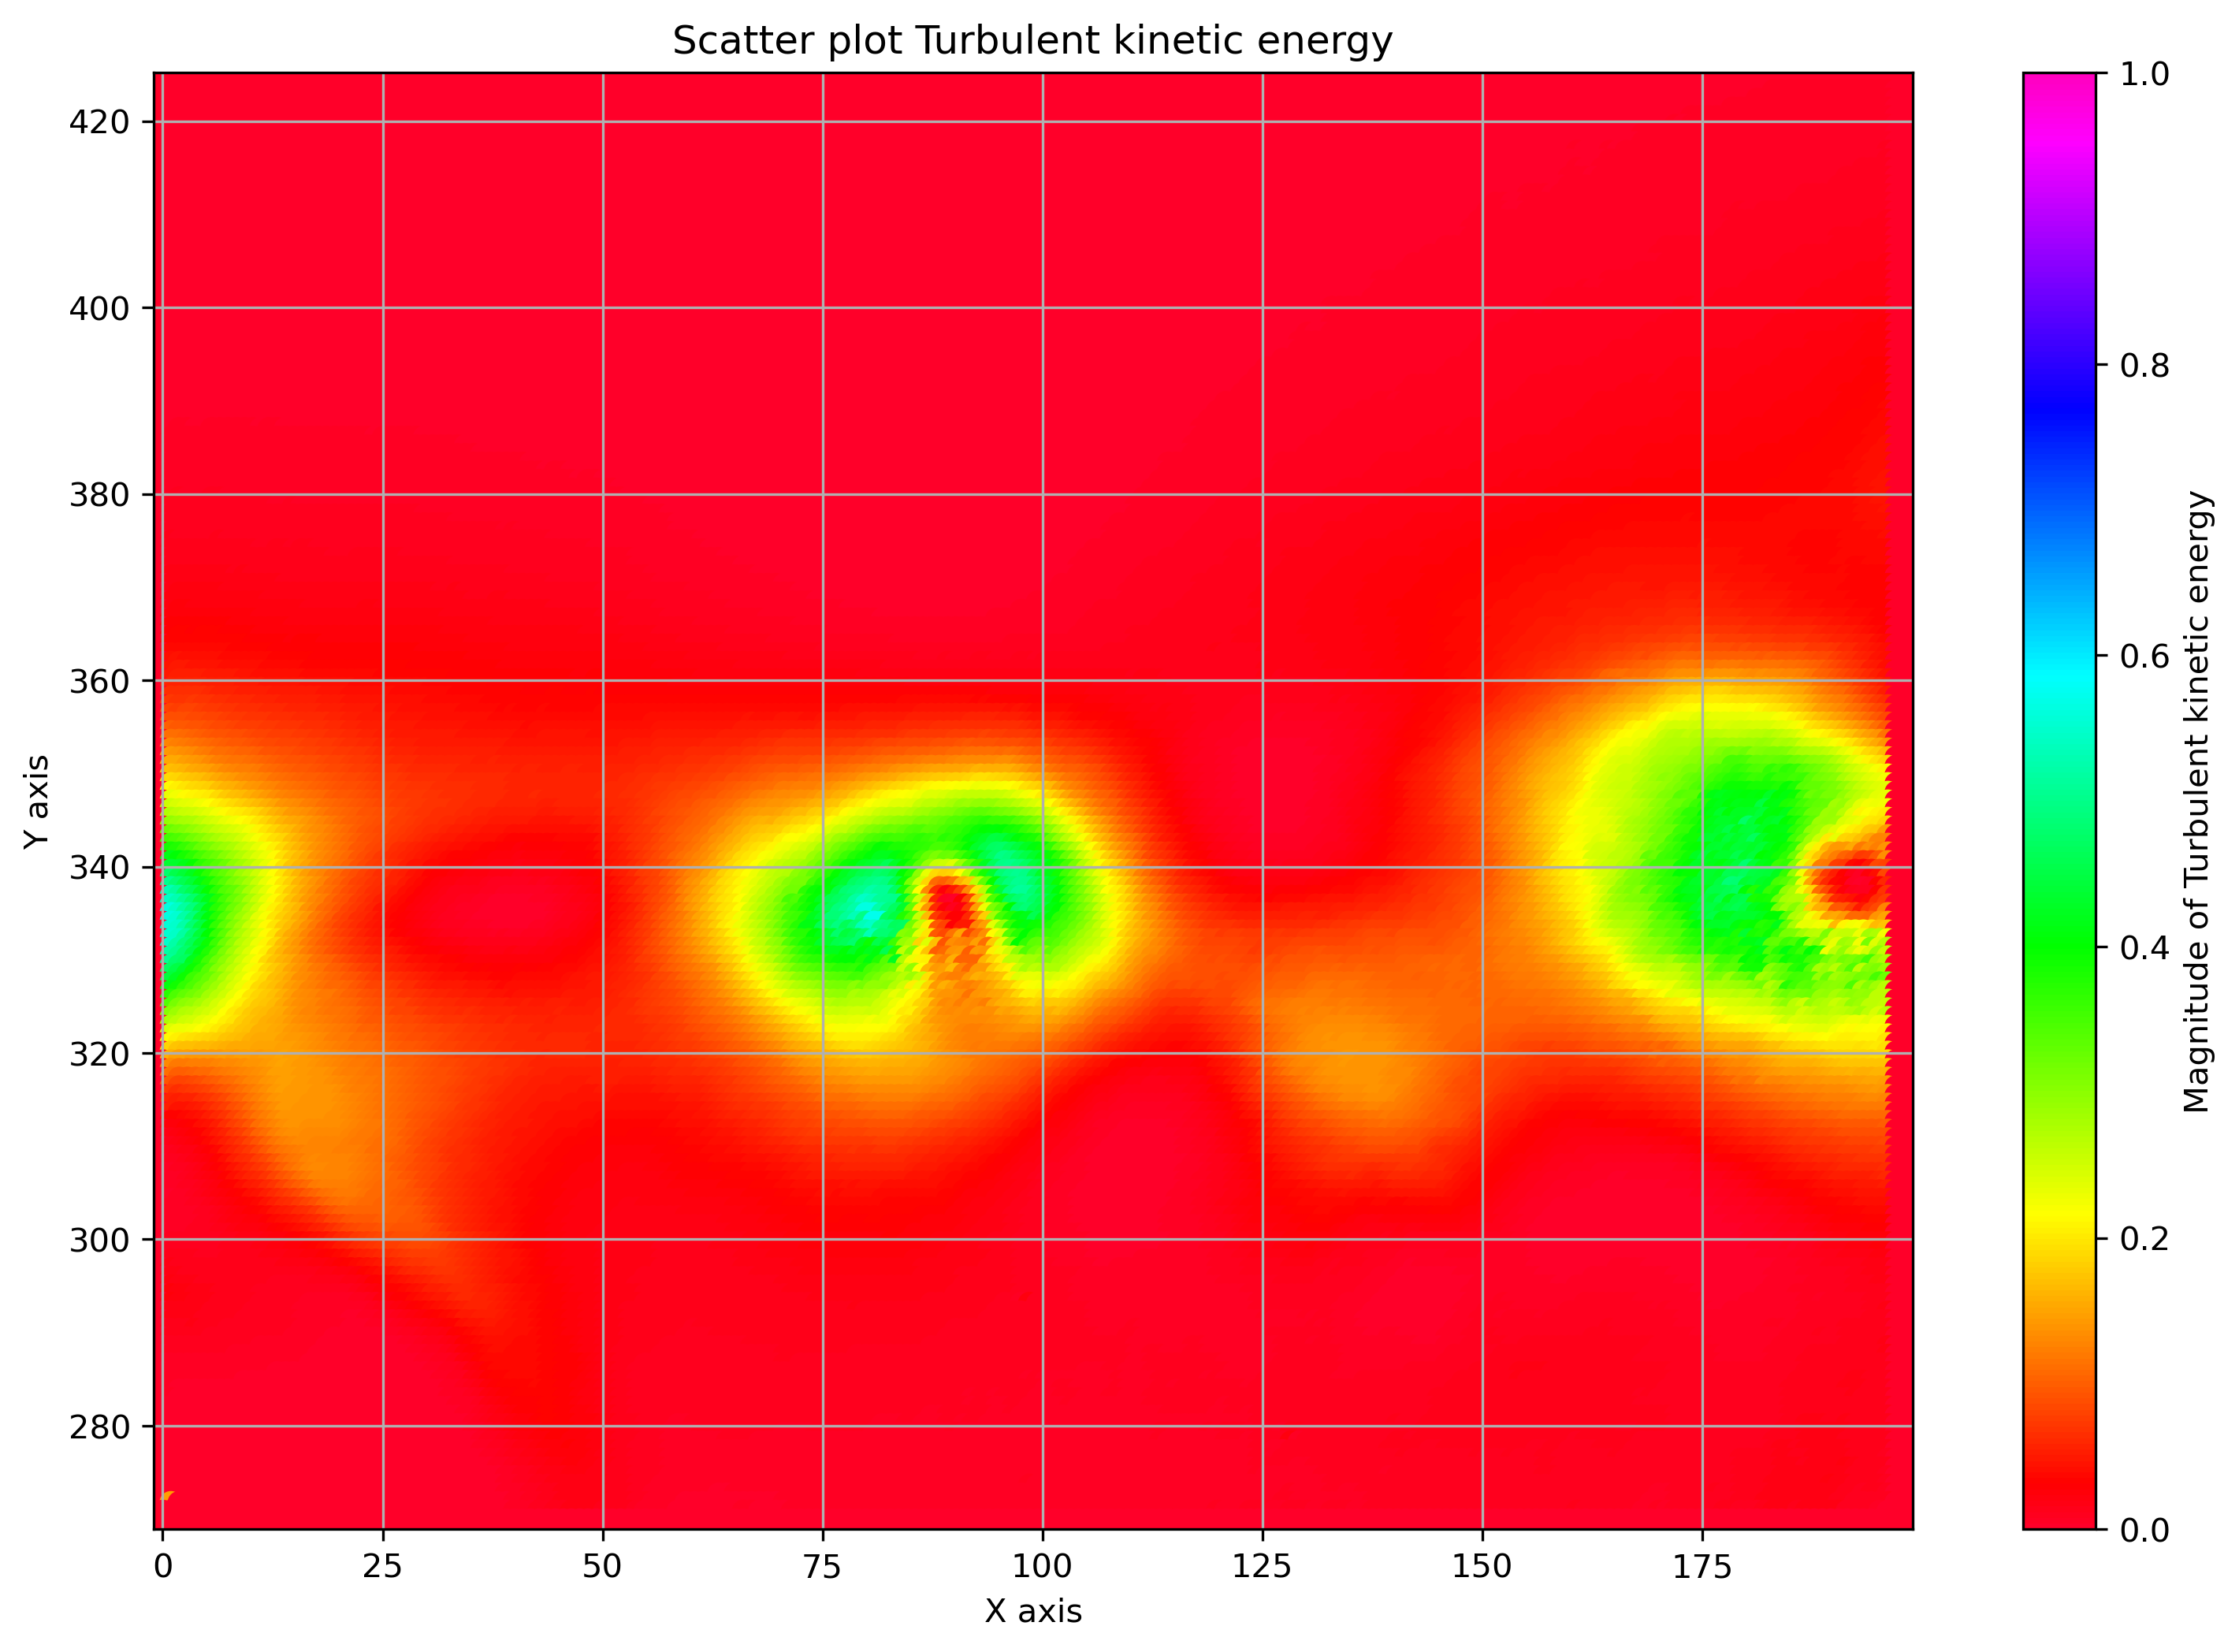 Scatter plot Turbulent kinetic energy
420
400
380
360
340
320
300
280
Y axis
0 25 50 75 100 125 150 175
X axis
1.0
0.8
0.6
0.4
0.2
0.0
Magnitude of Turbulent kinetic energy